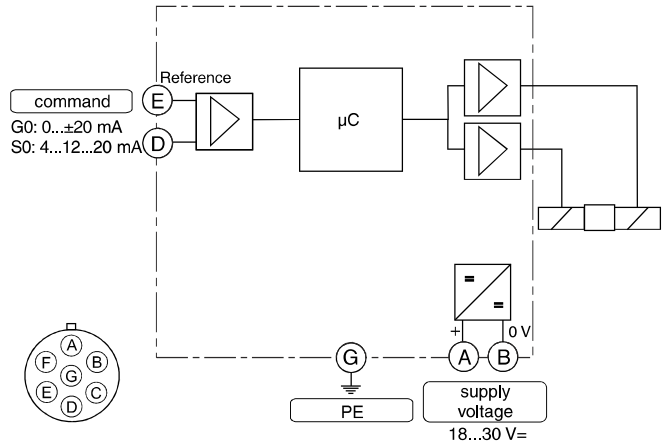 Reference
E
command
G0: 0...±20 mA
S0: 4...12...20 mA
D
µC
+
0 V
G
A
B
PE
supply
voltage
18...30 V=
A
F
B
G
E
C
D